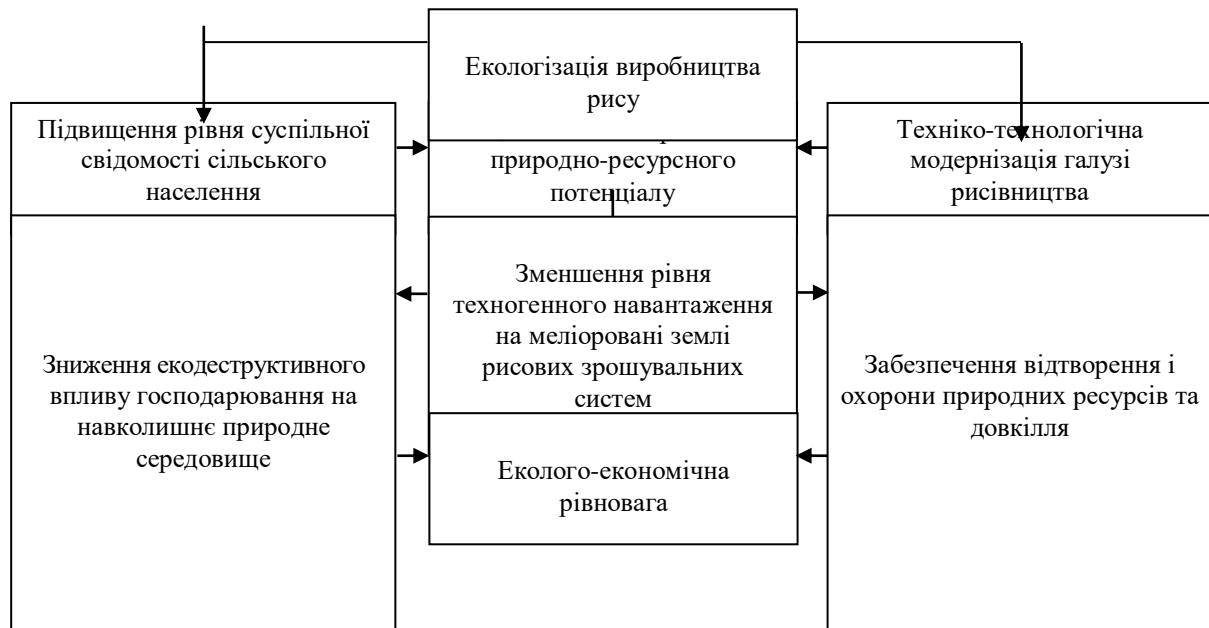 Екологізація виробництва
рису
Підвищення рівня суспільної
свідомості сільського
населення
природно-ресурсного
потенціалу
Техніко-технологічна
модернізація галузі
рисівництва
Зниження екодеструктивного
впливу господарювання на
навколишнє природне
середовище
Зменшення рівня
техногенного навантаження
на меліоровані землі
рисових зрошувальних
систем
Забезпечення відтворення і
охорони природних ресурсів та
довкілля
Еколого-економічна
рівновага